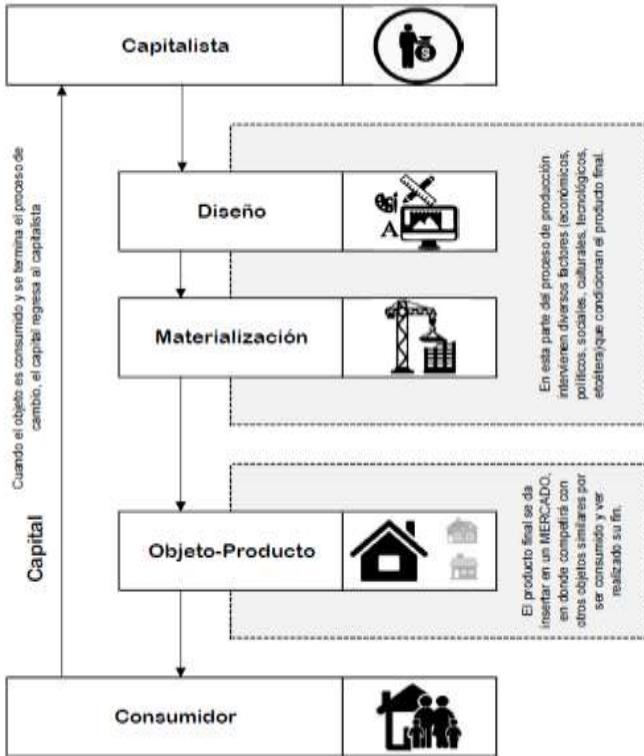 Capitalista
Cuando el objeto es consumido y se termina el proceso de
cambio, el capital regresa al capitalista
Capital
Diseño
A
Materialización
En esta parte del proceso de producción
intervienen diversos factores (económicos,
políticos, sociales, culturales, tecnológicos,
etcétera) que condicionan el producto final.
Objeto-Producto
El producto final se da
insertar en un MERCADO,
en donde competirá con
otros objetos similares por
ser consumido y ver
realizado su fin.
Consumidor